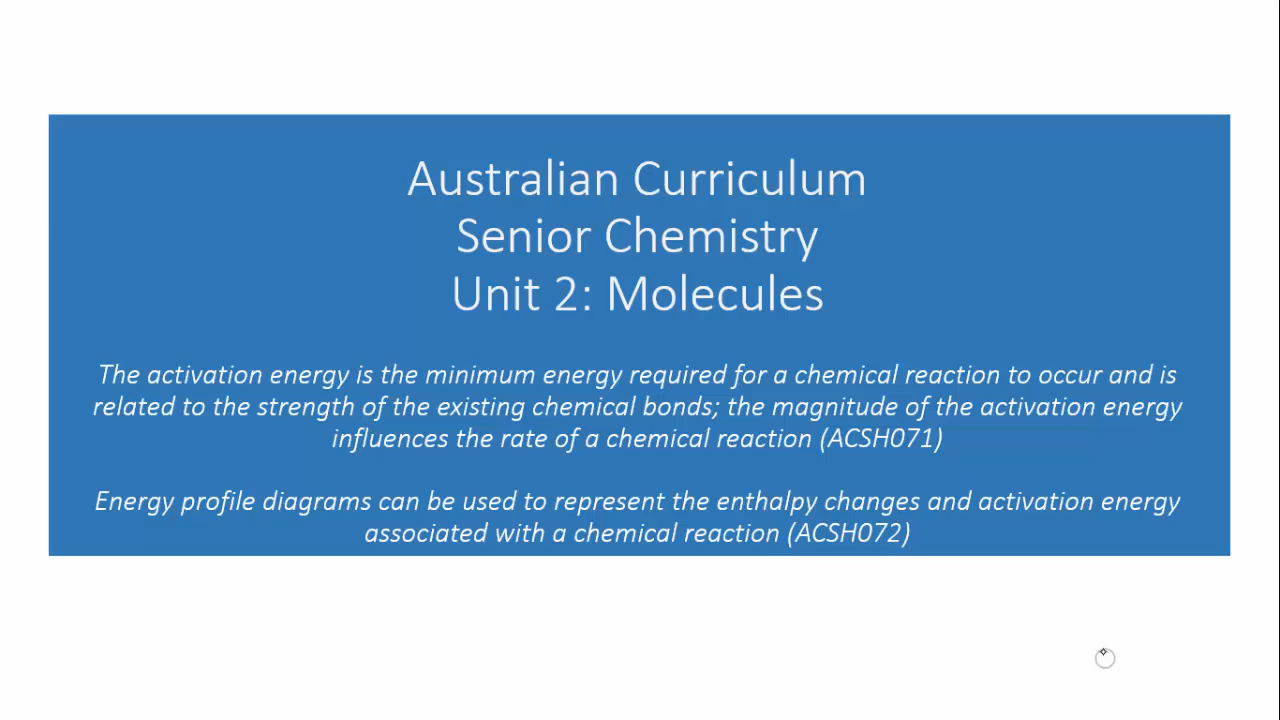 Australian Curriculum
Senior Chemistry
Unit 2: Molecules
The activation energy is the minimum energy required for a chemical reaction to occur and is
related to the strength of the existing chemical bonds; the magnitude of the activation energy
influences the rate of a chemical reaction (ACSH071)
Energy profile diagrams can be used to represent the enthalpy changes and activation energy
associated with a chemical reaction (ACSH072)